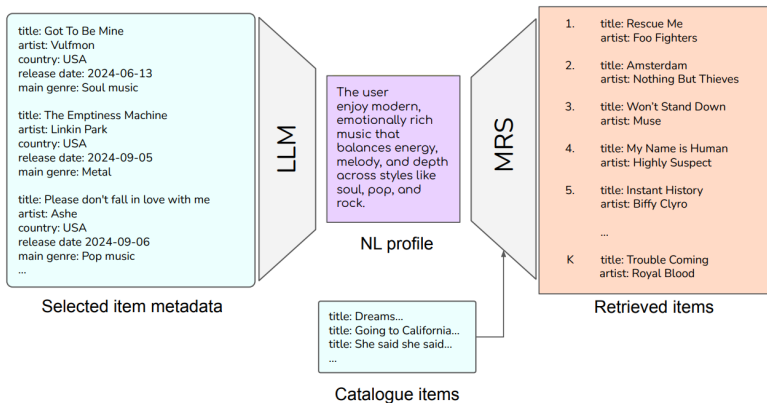 title: Got To Be Mine
artist: Vulfmon
country: USA
release date: 2024-06-13
main genre: Soul music
title: The Emptiness Machine
artist: Linkin Park
country: USA
release date: 2024-09-05
main genre: Metal
title: Please don't fall in love with me
artist: Ashe
country: USA
release date 2024-09-06
main genre: Pop music
...
Selected item metadata
LLM
The user
enjoy modern,
emotionally rich
music that
balances energy,
melody, and depth
across styles like
soul, pop, and
rock.
NL profile
MRS
title: Dreams...
title: Going to California...
title: She said she said...
...
Catalogue items
1. title: Rescue Me
artist: Foo Fighters
2. title: Amsterdam
artist: Nothing But Thieves
3. title: Won't Stand Down
artist: Muse
4. title: My Name is Human
artist: Highly Suspect
5. title: Instant History
artist: Biffy Clyro
...
K title: Trouble Coming
artist: Royal Blood
Retrieved items